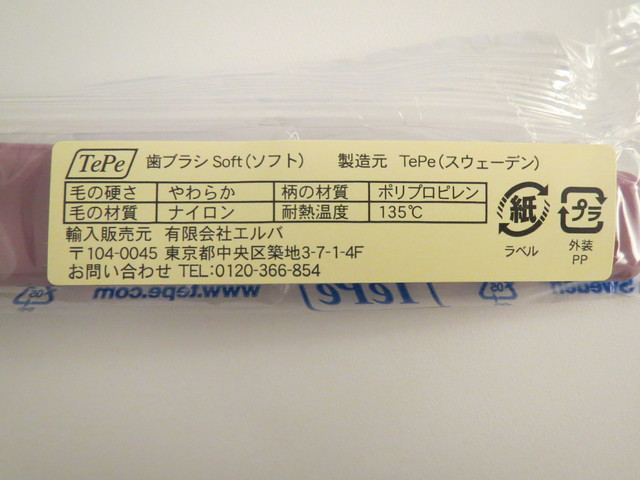 TePe 歯ブラシ Soft(ソフト) 製造元 TePe(スウェーデン)
毛の硬さ やわらか 柄の材質 ポリプロピレン
毛の材質 ナイロン 耐熱温度 135℃
輸入販売元 有限会社エルバ
〒104-0045 東京都中央区築地3-7-1-4F
お問い合わせ TEL:0120-366-854
紙
ラベル
プラ
外装
PP
www.tepe.com
TePe
Sweden